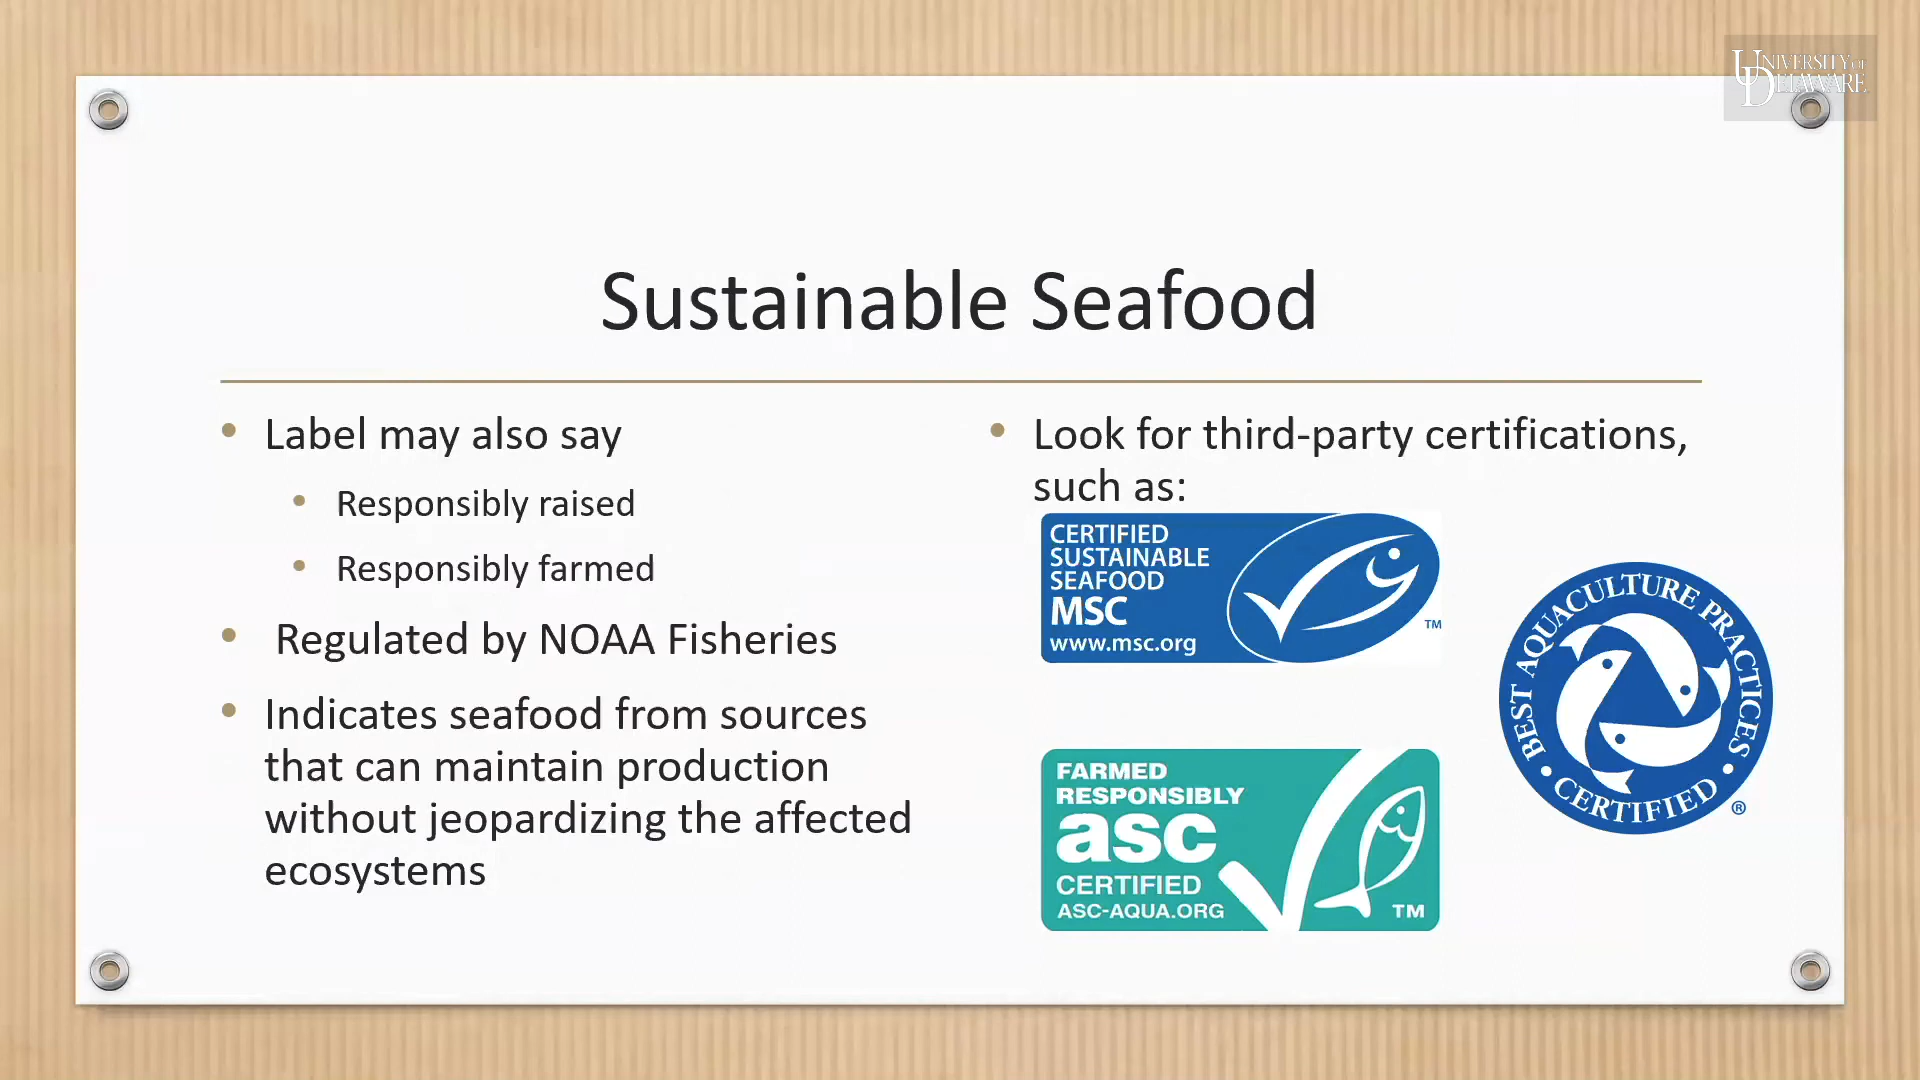 UNIVERSITY OF
DELAWARE
Sustainable Seafood
• Label may also say
• Responsibly raised
• Responsibly farmed
• Regulated by NOAA Fisheries
• Indicates seafood from sources
that can maintain production
without jeopardizing the affected
ecosystems
• Look for third-party certifications,
such as:
CERTIFIED
SUSTAINABLE
SEAFOOD
MSC
www.msc.org
TM
BEST AQUACULTURE PRACTICES
• CERTIFIED •
®
FARMED
RESPONSIBLY
asc
CERTIFIED
ASC-AQUA.ORG
TM